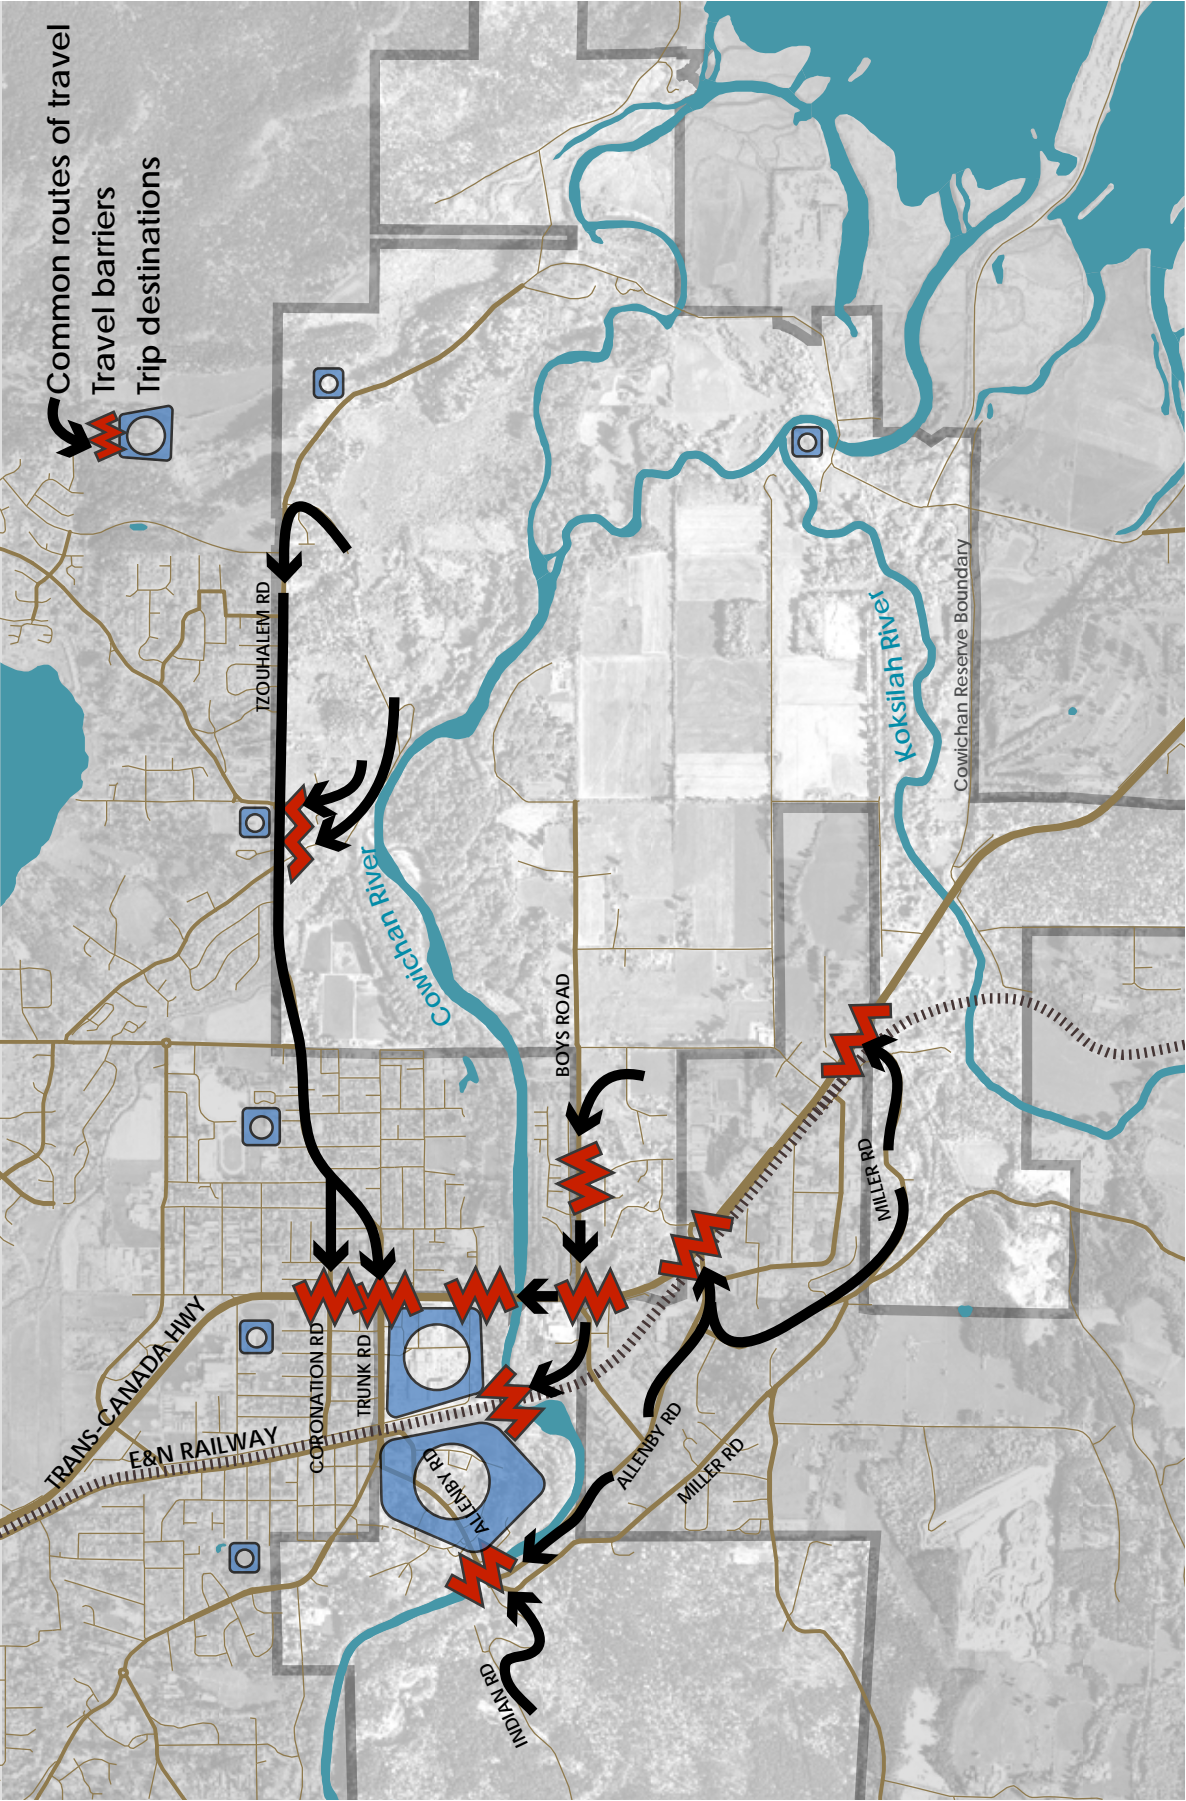 Common routes of travel
Travel barriers
Trip destinations
TZOUHALEM RD
Cowichan River
Koksilah River
Cowichan Reserve Boundary
BOYS ROAD
MILLER RD
TRANS-CANADA HWY
E&N RAILWAY
CORONATION RD
TRUNK RD
ALLENBY RD
ALLENBY RD
MILLER RD
INDIAN RD